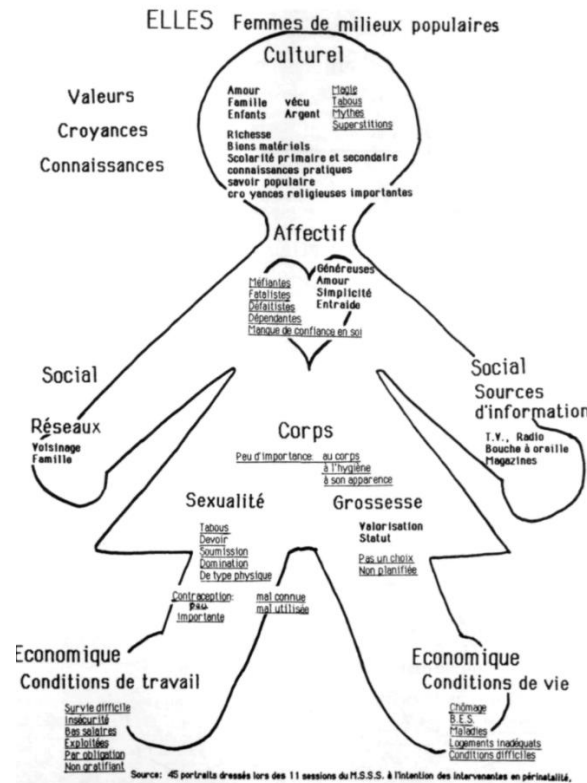 ELLES Femmes de milieux populaires
Culturel
Valeurs
Croyances
Connaissances
Amour
Famille vécu
Enfants Argent
Magie
Tabous
Mythes
Superstitions
Richesse
Biens matériels
Scolarité primaire et secondaire
connaissances pratiques
savoir populaire
cro yances religieuses importantes
Affectif
Méfiantes
Fatalistes
Défaitistes
Dépendantes
Manque de confiance en soi
Généreuses
Amour
Simplicité
Entraide
Social
Réseaux
Voisinage
Famille
Social
Sources
d'information
T.V., Radio
Bouche à oreille
Magazines
Corps
Peu d'importance: au corps
à l'hygiène
à son apparence
Sexualité
Tabous
Devoir
Soumission
Domination
De type physique
Contraception: mal connue
peu mal utilisée
importante
Grossesse
Valorisation
Statut
Pas un choix
Non planifiée
Economique
Conditions de travail
Survie difficile
Insécurité
Bas salaires
Exploitées
Par obligation
Non gratifiant
Economique
Conditions de vie
Chômage
B.E.S.
Maladies
Logements inadéquats
Conditions difficiles
Source: 45 portraits dressés lors des 11 sessions du M.S.S.S. à l'intention des intervenantes en périnatalité.